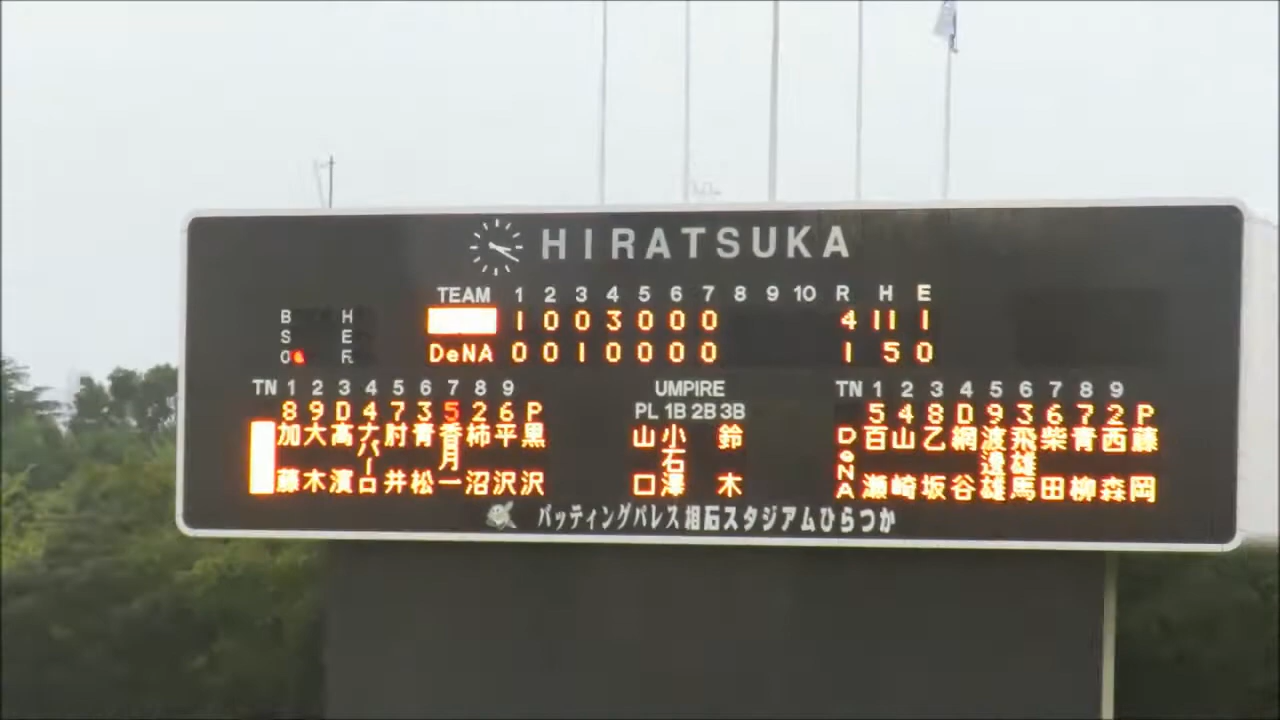 HIRATSUKA
TEAM 1 2 3 4 5 6 7 8 9 10 R H E
B H 1 0 0 3 0 0 0 4 11 1
S E
O R DeNA 0 0 1 0 0 0 0 1 5 0
TN 1 2 3 4 5 6 7 8 9
8 9 D 4 7 3 5 2 6 P
加藤
大木
高濱
ナバーロ
肘井
青松
香月一
柿沼
平沢
黒沢
UMPIRE
PL 1B 2B 3B
山口
小石澤
鈴木
TN 1 2 3 4 5 6 7 8 9
5 4 8 D 9 3 6 7 2 P
DeNA
百瀬
山崎
乙坂
網谷
渡邊雄
飛雄馬
柴田
青柳
西森
藤岡
バッティングパレス相石スタジアムひらつか